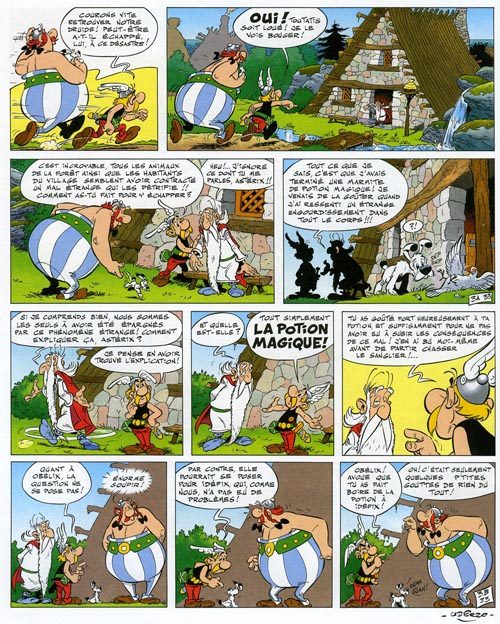 COURONS VITE
RETROUVER NOTRE
DRUIDE! PEUT-ÊTRE
A-T-IL ÉCHAPPÉ,
LUI, À CE DÉSASTRE!
OUI! TOUTATIS
SOIT LOUÉ! JE LE
VOIS BOUGER!
C'EST INCROYABLE, TOUS LES ANIMAUX
DE LA FORÊT AINSI QUE LES HABITANTS
DU VILLAGE SEMBLENT AVOIR CONTRACTÉ
UN MAL ÉTRANGE QUI LES PÉTRIFIE!!
COMMENT AS-TU FAIT POUR Y ÉCHAPPER?
HEU!... J'IGNORE
CE DONT TU ME
PARLES, ASTÉRIX!!
TOUT CE QUE JE
SAIS, C'EST QUE J'AVAIS
TERMINÉ UNE MARMITE
DE POTION MAGIQUE! JE
VENAIS DE LA GOÛTER QUAND
J'AI RESSENTI UN ÉTRANGE
ENGOURDISSEMENT DANS
TOUT LE CORPS!!!
?!
3A 33
SI JE COMPRENDS BIEN, NOUS SOMMES
LES SEULS À AVOIR ÉTÉ ÉPARGNÉS
PAR CE PHÉNOMÈNE ÉTRANGE! COMMENT
EXPLIQUER ÇA, ASTÉRIX?
JE PENSE EN AVOIR
TROUVÉ L'EXPLICATION!
ET QUELLE
EST-ELLE?
TOUT SIMPLEMENT
LA POTION
MAGIQUE!
TU AS GOÛTÉ FORT HEUREUSEMENT À TA
POTION ET SUFFISAMMENT POUR NE PAS
AVOIR EU À SUBIR LES CONSÉQUENCES
DE CE MAL! J'EN AI BU MOI-MÊME
AVANT DE PARTIR CHASSER
LE SANGLIER!...
QUANT À
OBÉLIX, LA
QUESTION NE
SE POSE PAS!
ÉNORME
SOUPIR!
PAR CONTRE, ELLE
POURRAIT SE POSER
POUR IDÉFIX, QUI, COMME
NOUS, N'A PAS EU DE
PROBLÈMES!
OBÉLIX!
AVOUE QUE
TU AS FAIT
BOIRE DE LA
POTION À
IDÉFIX!
OH! C'ÉTAIT SEULEMENT
QUELQUES P'TITES
GOUTTES DE RIEN DU
TOUT!
3B
33
UDERZO